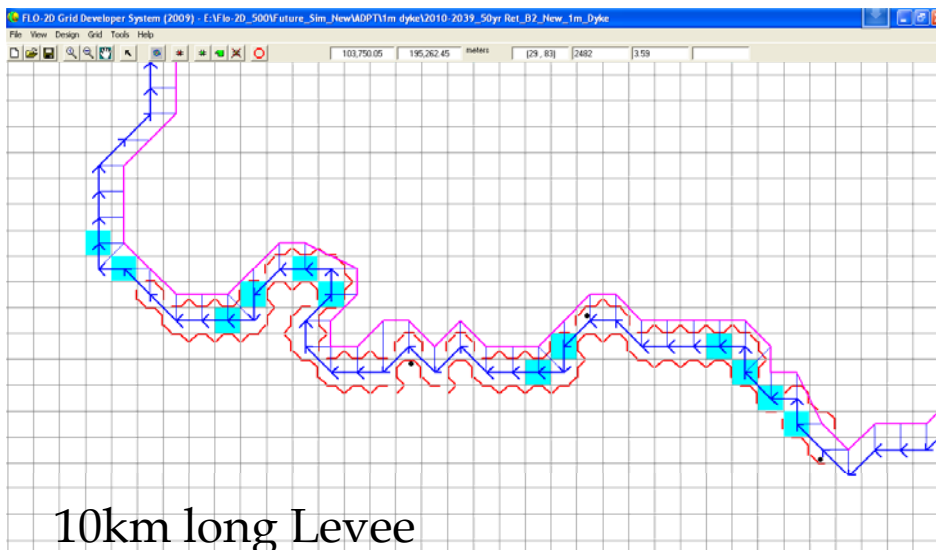 FLO-2D Grid Developer System (2009) - E:\Flo-2D_500\Future_Sim_New\ADPT\1m dyke\2010-2039_50yr Ret_B2_New_1m_Dyke
File View Design Grid Tools Help
103,750.05 195,262.45 meters (29 , 83) 2482 3.59
10km long Levee